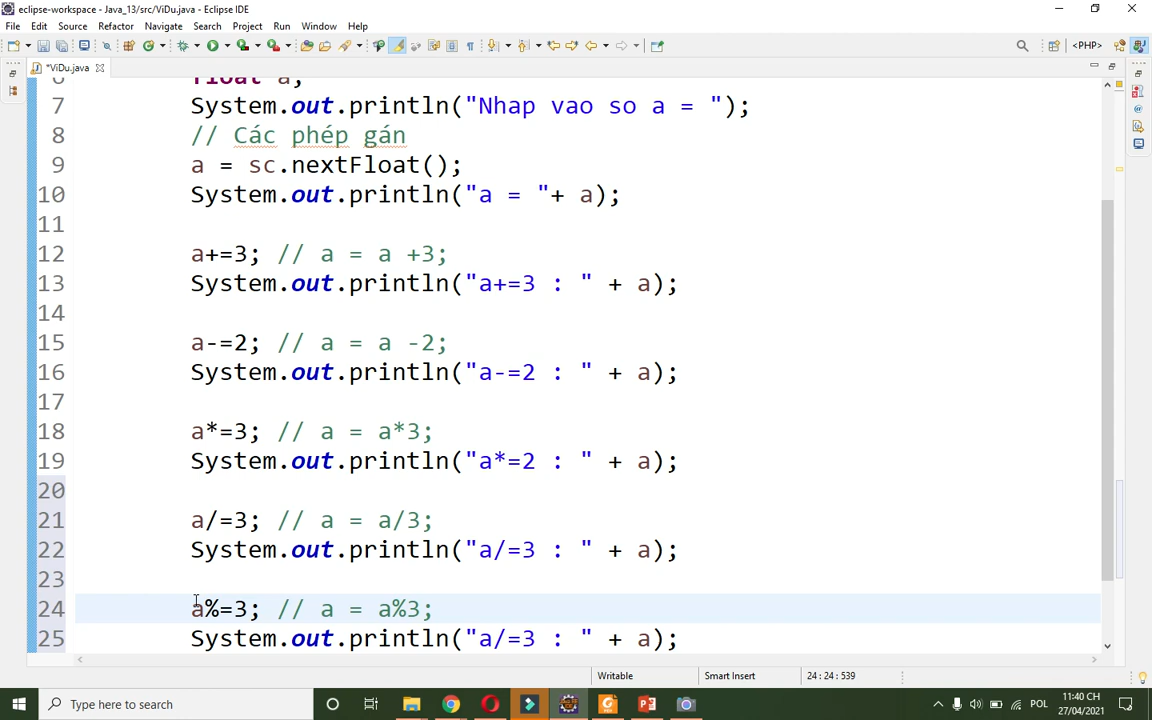 eclipse-workspace - Java_13/src/ViDu.java - Eclipse IDE
File Edit Source Refactor Navigate Search Project Run Window Help
<PHP>
*ViDu.java
6 float a;
7 System.out.println("Nhap vao so a = ");
8 // Các phép gán
9 a = sc.nextFloat();
10 System.out.println("a = "+ a);
11
12 a+=3; // a = a +3;
13 System.out.println("a+=3 : " + a);
14
15 a-=2; // a = a -2;
16 System.out.println("a-=2 : " + a);
17
18 a*=3; // a = a*3;
19 System.out.println("a*=2 : " + a);
20
21 a/=3; // a = a/3;
22 System.out.println("a/=3 : " + a);
23
24 a%=3; // a = a%3;
25 System.out.println("a/=3 : " + a);
Writable Smart Insert 24 : 24 : 539
Type here to search
POL 11:40 CH
27/04/2021